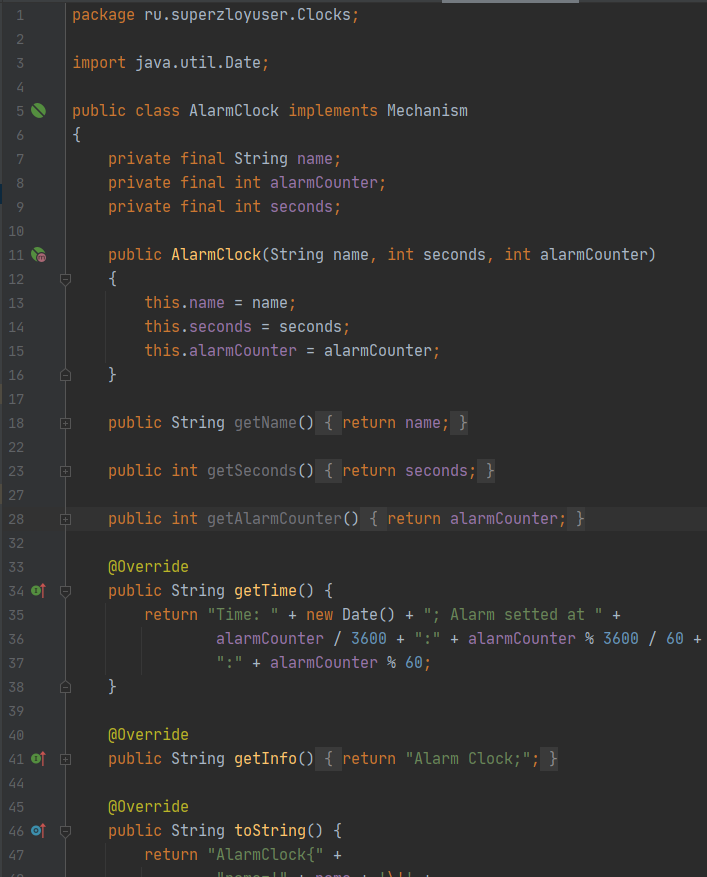 1 package ru.superzloyuser.Clocks;
2
3 import java.util.Date;
4
5 public class AlarmClock implements Mechanism
6 {
7 private final String name;
8 private final int alarmCounter;
9 private final int seconds;
10
11 public AlarmClock(String name, int seconds, int alarmCounter)
12 {
13 this.name = name;
14 this.seconds = seconds;
15 this.alarmCounter = alarmCounter;
16 }
17
18 public String getName() { return name; }
22
23 public int getSeconds() { return seconds; }
27
28 public int getAlarmCounter() { return alarmCounter; }
32
33 @Override
34 public String getTime() {
35 return "Time: " + new Date() + "; Alarm setted at " +
36 alarmCounter / 3600 + ":" + alarmCounter % 3600 / 60 +
37 ":" + alarmCounter % 60;
38 }
39
40 @Override
41 public String getInfo() { return "Alarm Clock;"; }
44
45 @Override
46 public String toString() {
47 return "AlarmClock{" +